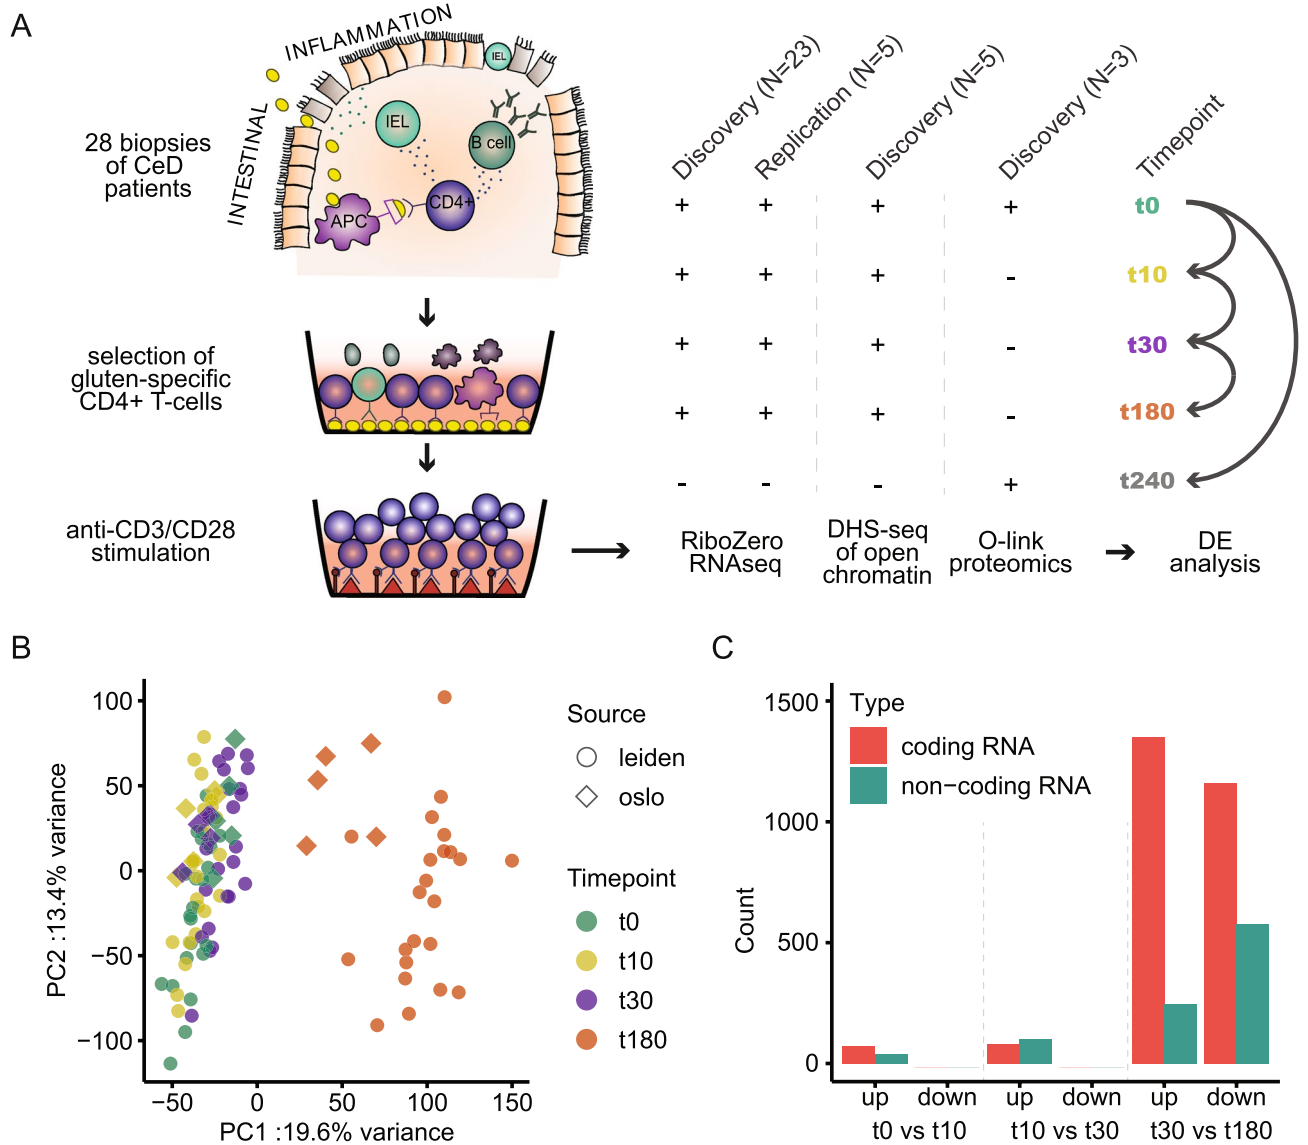 A
INTESTINAL
INFLAMMATION
28 biopsies
of CeD
patients
IEL
IEL
B cell
APC
CD4+
selection of
gluten-specific
CD4+ T-cells
anti-CD3/CD28
stimulation
Discovery (N=23)
Replication (N=5)
Discovery (N=5)
Discovery (N=3)
Timepoint
+ + + + t0
+ + + - t10
+ + + - t30
+ + + - t180
- - - + t240
RiboZero
RNAseq
DHS-seq
of open
chromatin
O-link
proteomics
DE
analysis
B
PC2 :13.4% variance
100
50
0
−50
−100
−50 0 50 100 150
PC1 :19.6% variance
Source
leiden
oslo
Timepoint
t0
t10
t30
t180
C
Count
1500
1000
500
0
Type
coding RNA
non−coding RNA
up down up down up down
t0 vs t10 t10 vs t30 t30 vs t180